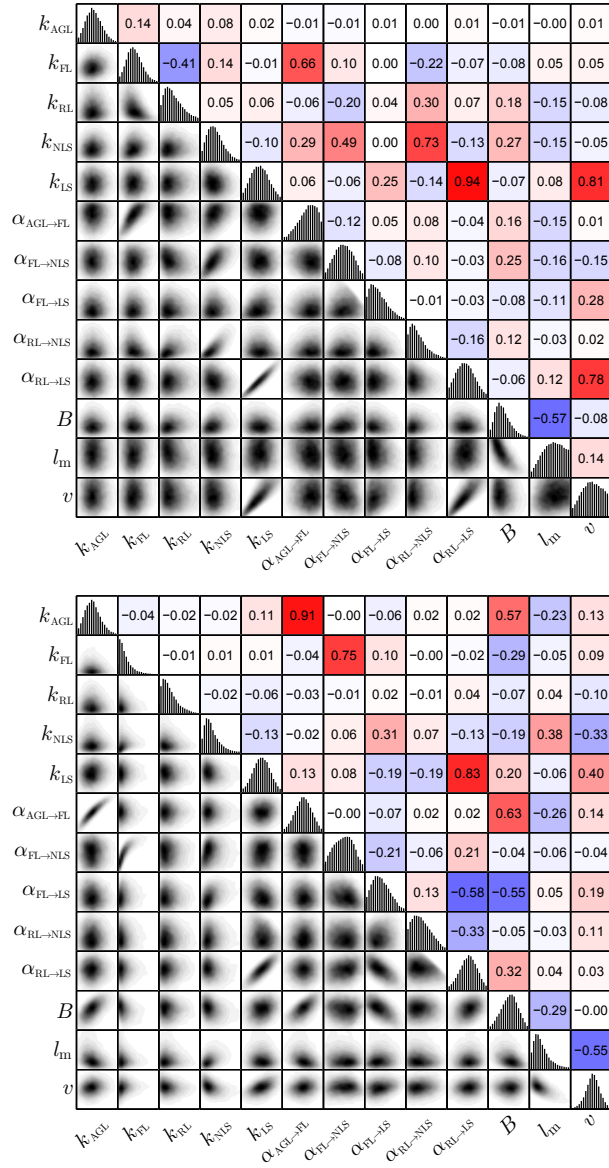 k_AGL 0.14 0.04 0.08 0.02 −0.01 −0.01 0.01 0.00 0.01 −0.01 −0.00 0.01
k_FL −0.41 0.14 −0.01 0.66 0.10 0.00 −0.22 −0.07 −0.08 0.05 0.05
k_RL 0.05 0.06 −0.06 −0.20 0.04 0.30 0.07 0.18 −0.15 −0.08
k_NLS −0.10 0.29 0.49 0.00 0.73 −0.13 0.27 −0.15 −0.05
k_LS 0.06 −0.06 0.25 −0.14 0.94 −0.07 0.08 0.81
α_AGL→FL −0.12 0.05 0.08 −0.04 0.16 −0.15 0.01
α_FL→NLS −0.08 0.10 −0.03 0.25 −0.16 −0.15
α_FL→LS −0.01 −0.03 −0.08 −0.11 0.28
α_RL→NLS −0.16 0.12 −0.03 0.02
α_RL→LS −0.06 0.12 0.78
B −0.57 −0.08
l_m 0.14
v
k_AGL k_FL k_RL k_NLS k_LS α_AGL→FL α_FL→NLS α_FL→LS α_RL→NLS α_RL→LS B l_m v
k_AGL −0.04 −0.02 −0.02 0.11 0.91 −0.00 −0.06 0.02 0.02 0.57 −0.23 0.13
k_FL −0.01 0.01 0.01 −0.04 0.75 0.10 −0.00 −0.02 −0.29 −0.05 0.09
k_RL −0.02 −0.06 −0.03 −0.01 0.02 −0.01 0.04 −0.07 0.04 −0.10
k_NLS −0.13 −0.02 0.06 0.31 0.07 −0.13 −0.19 0.38 −0.33
k_LS 0.13 0.08 −0.19 −0.19 0.83 0.20 −0.06 0.40
α_AGL→FL −0.00 −0.07 0.02 0.02 0.63 −0.26 0.14
α_FL→NLS −0.21 −0.06 0.21 −0.04 −0.06 −0.04
α_FL→LS 0.13 −0.58 −0.55 0.05 0.19
α_RL→NLS −0.33 −0.05 −0.03 0.11
α_RL→LS 0.32 0.04 0.03
B −0.29 −0.00
l_m −0.55
v
k_AGL k_FL k_RL k_NLS k_LS α_AGL→FL α_FL→NLS α_FL→LS α_RL→NLS α_RL→LS B l_m v